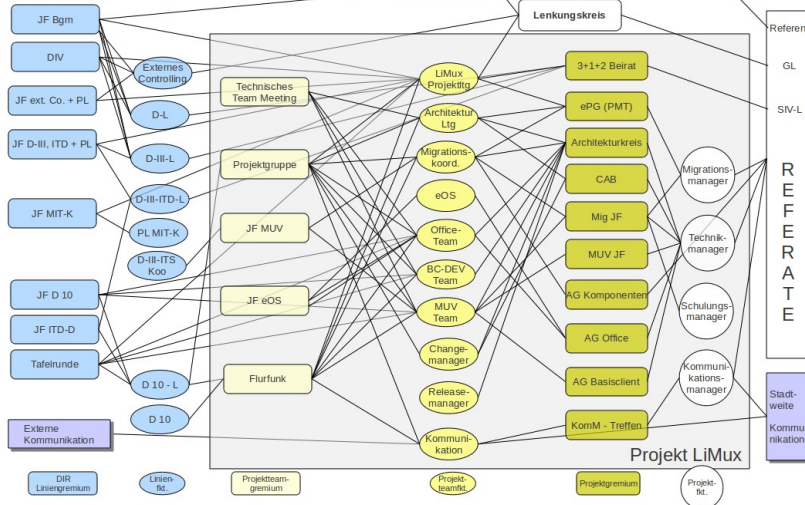 JF Bgm
DIV
JF ext. Co. + PL
JF D-III, ITD + PL
JF MIT-K
JF D 10
JF ITD-D
Tafelrunde
Externe
Kommunikation
Externes
Controlling
D-L
D-III-L
D-III-ITD-L
PL MIT-K
D-III-ITS
Koo
D 10 - L
D 10
Lenkungskreis
Technisches
Team Meeting
Projektgruppe
JF MUV
JF eOS
Flurfunk
LiMux
Projektltg
Architektur
Ltg
Migrations-
koord.
eOS
Office-
Team
BC-DEV
Team
MUV
Team
Change-
manager
Release-
manager
Kommuni-
kation
3+1+2 Beirat
ePG (PMT)
Architekturkreis
CAB
Mig JF
MUV JF
AG Komponenten
AG Office
AG Basisclient
KomM - Treffen
Migrations-
manager
Technik-
manager
Schulungs-
manager
Kommuni-
kations-
manager
Projekt LiMux
Referen
GL
SIV-L
R
E
F
E
R
A
T
E
Stadt-
weite
Kommu
nikation
DIR
Liniengremium
Linien-
fkt.
Projektteam-
gremium
Projekt-
teamfkt.
Projektgremium
Projekt-
fkt.